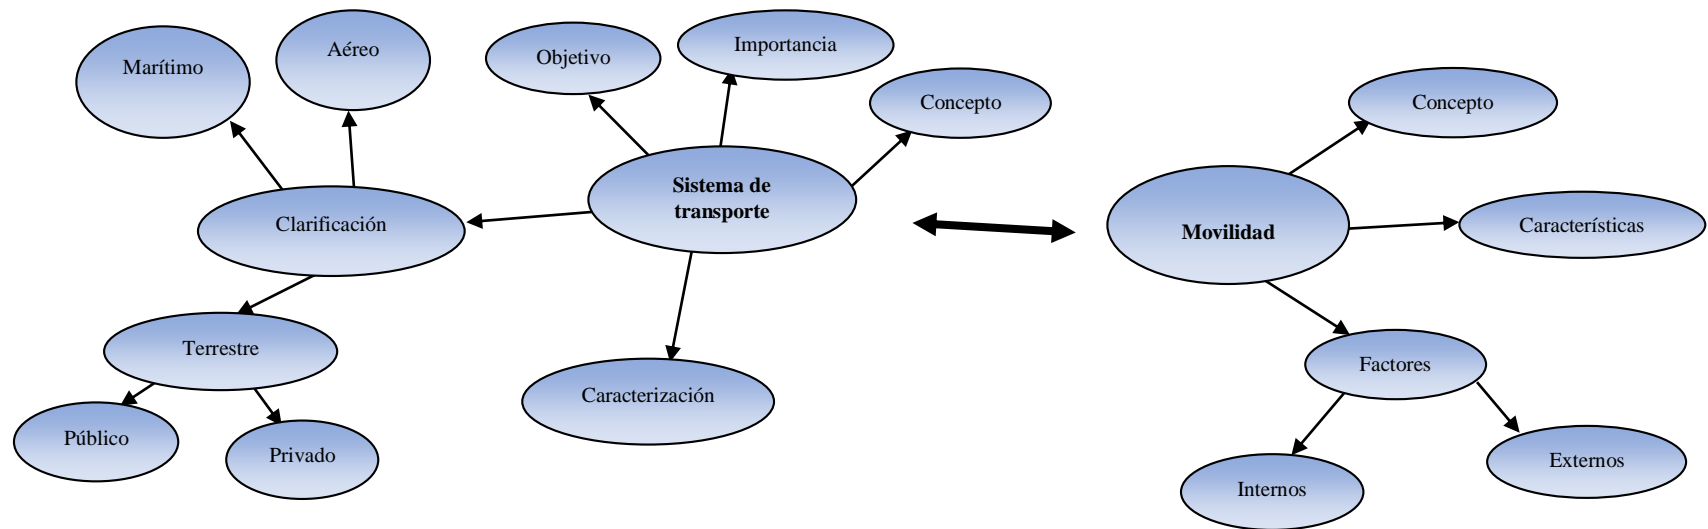 Marítimo
Aéreo
Objetivo
Importancia
Concepto
Clarificación
Sistema de
transporte
Terrestre
Público
Privado
Caracterización
Concepto
Movilidad
Características
Factores
Internos
Externos